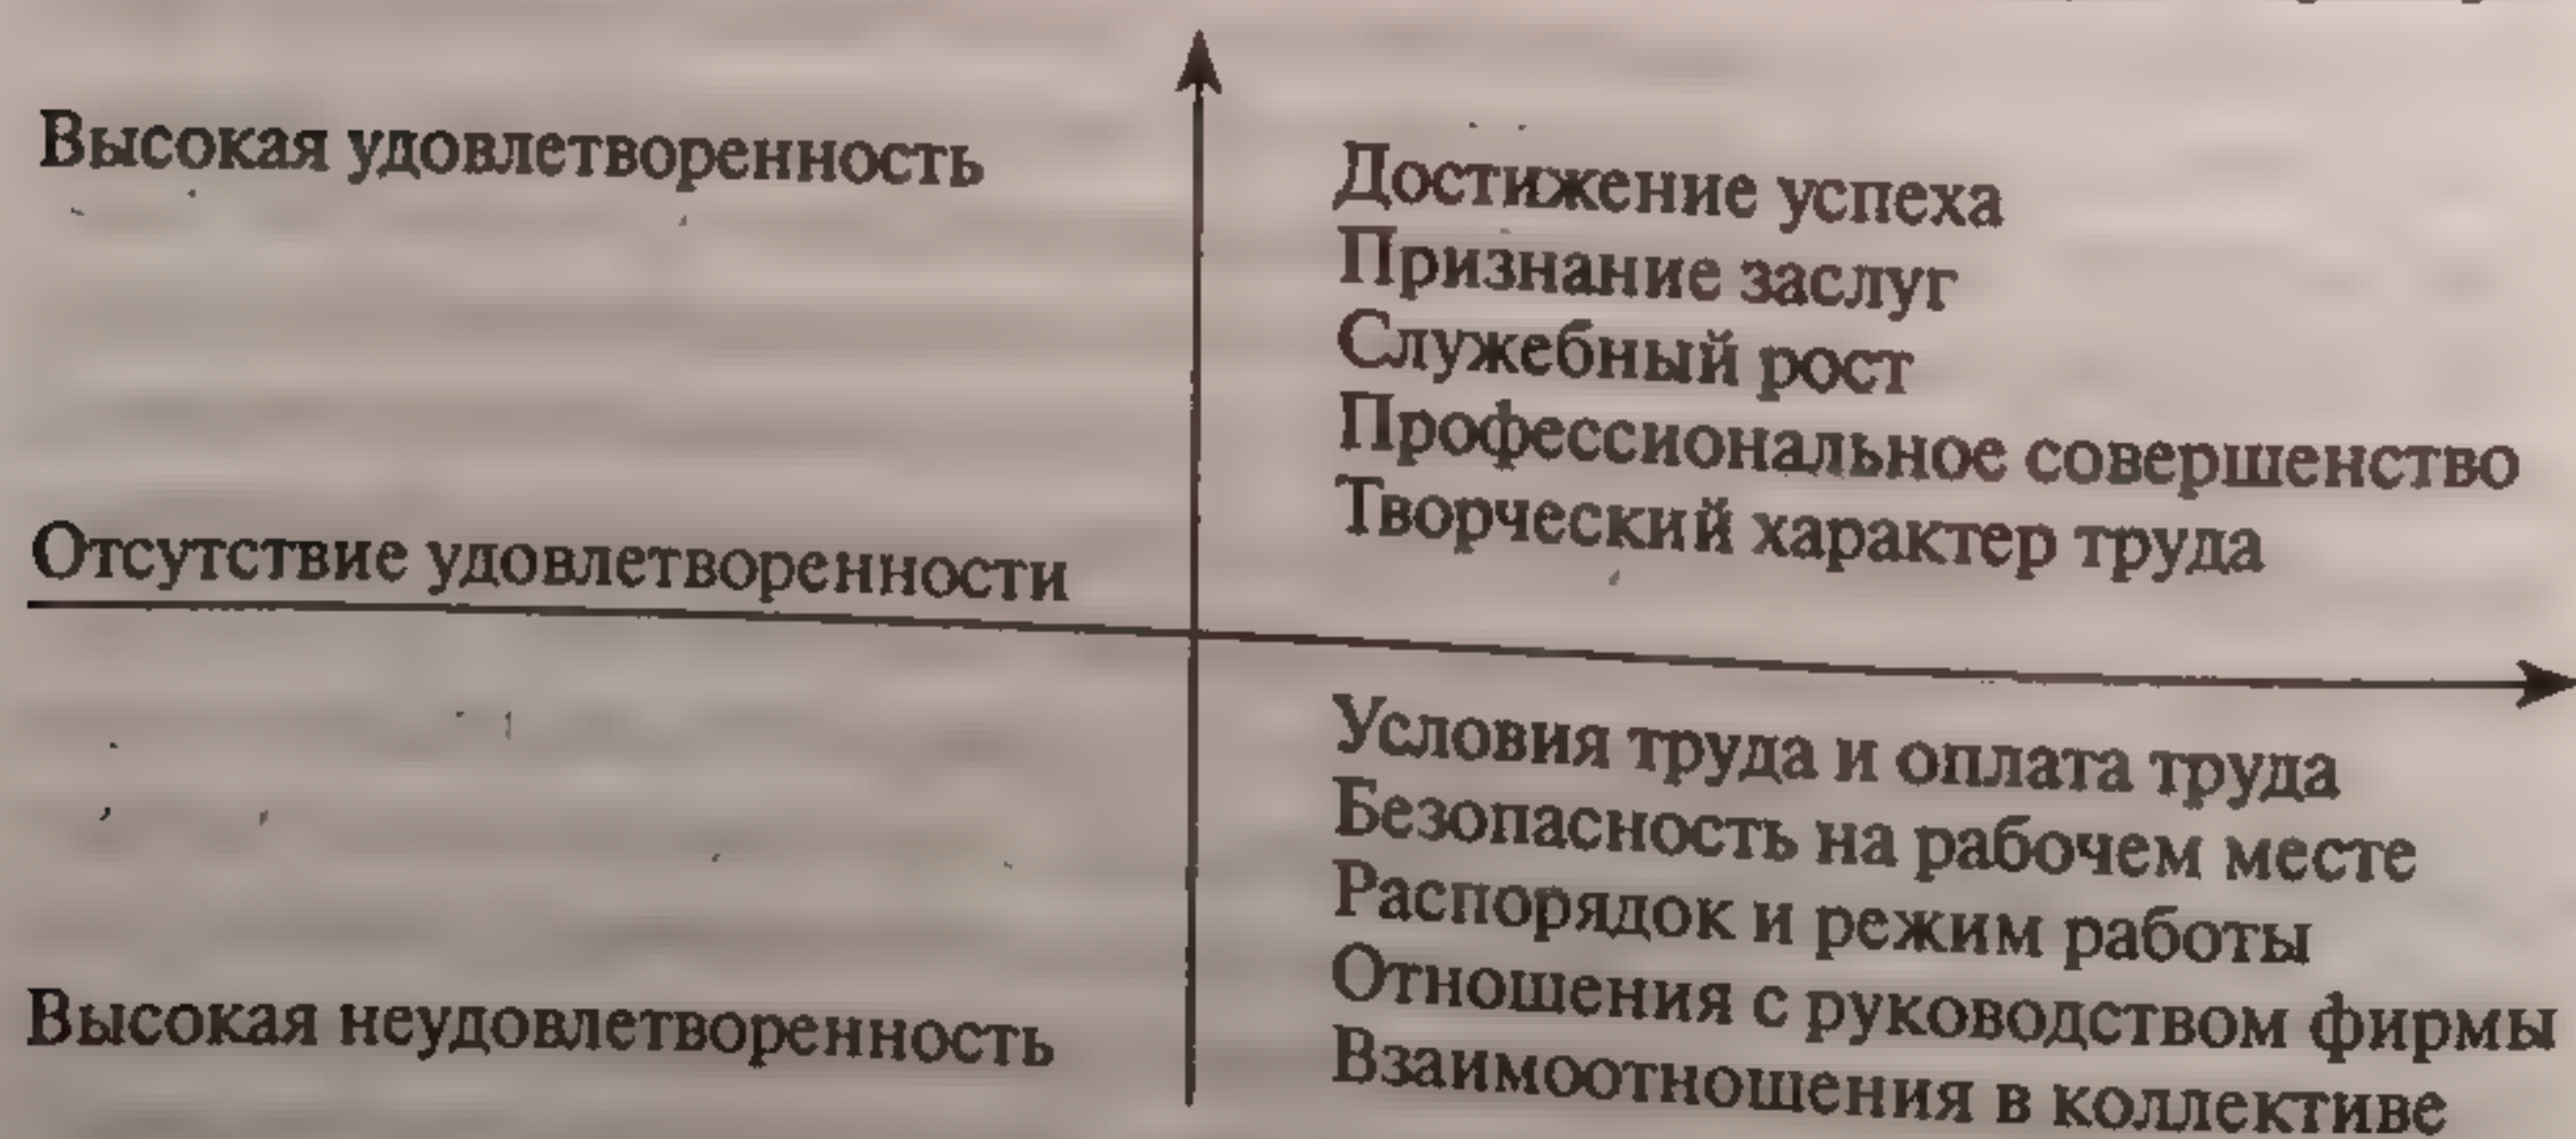 Высокая удовлетворенность
Достижение успеха
Признание заслуг
Служебный рост
Профессиональное совершенство
Творческий характер труда
Отсутствие удовлетворенности
Условия труда и оплата труда
Безопасность на рабочем месте
Распорядок и режим работы
Отношения с руководством фирмы
Взаимоотношения в коллективе
Высокая неудовлетворенность